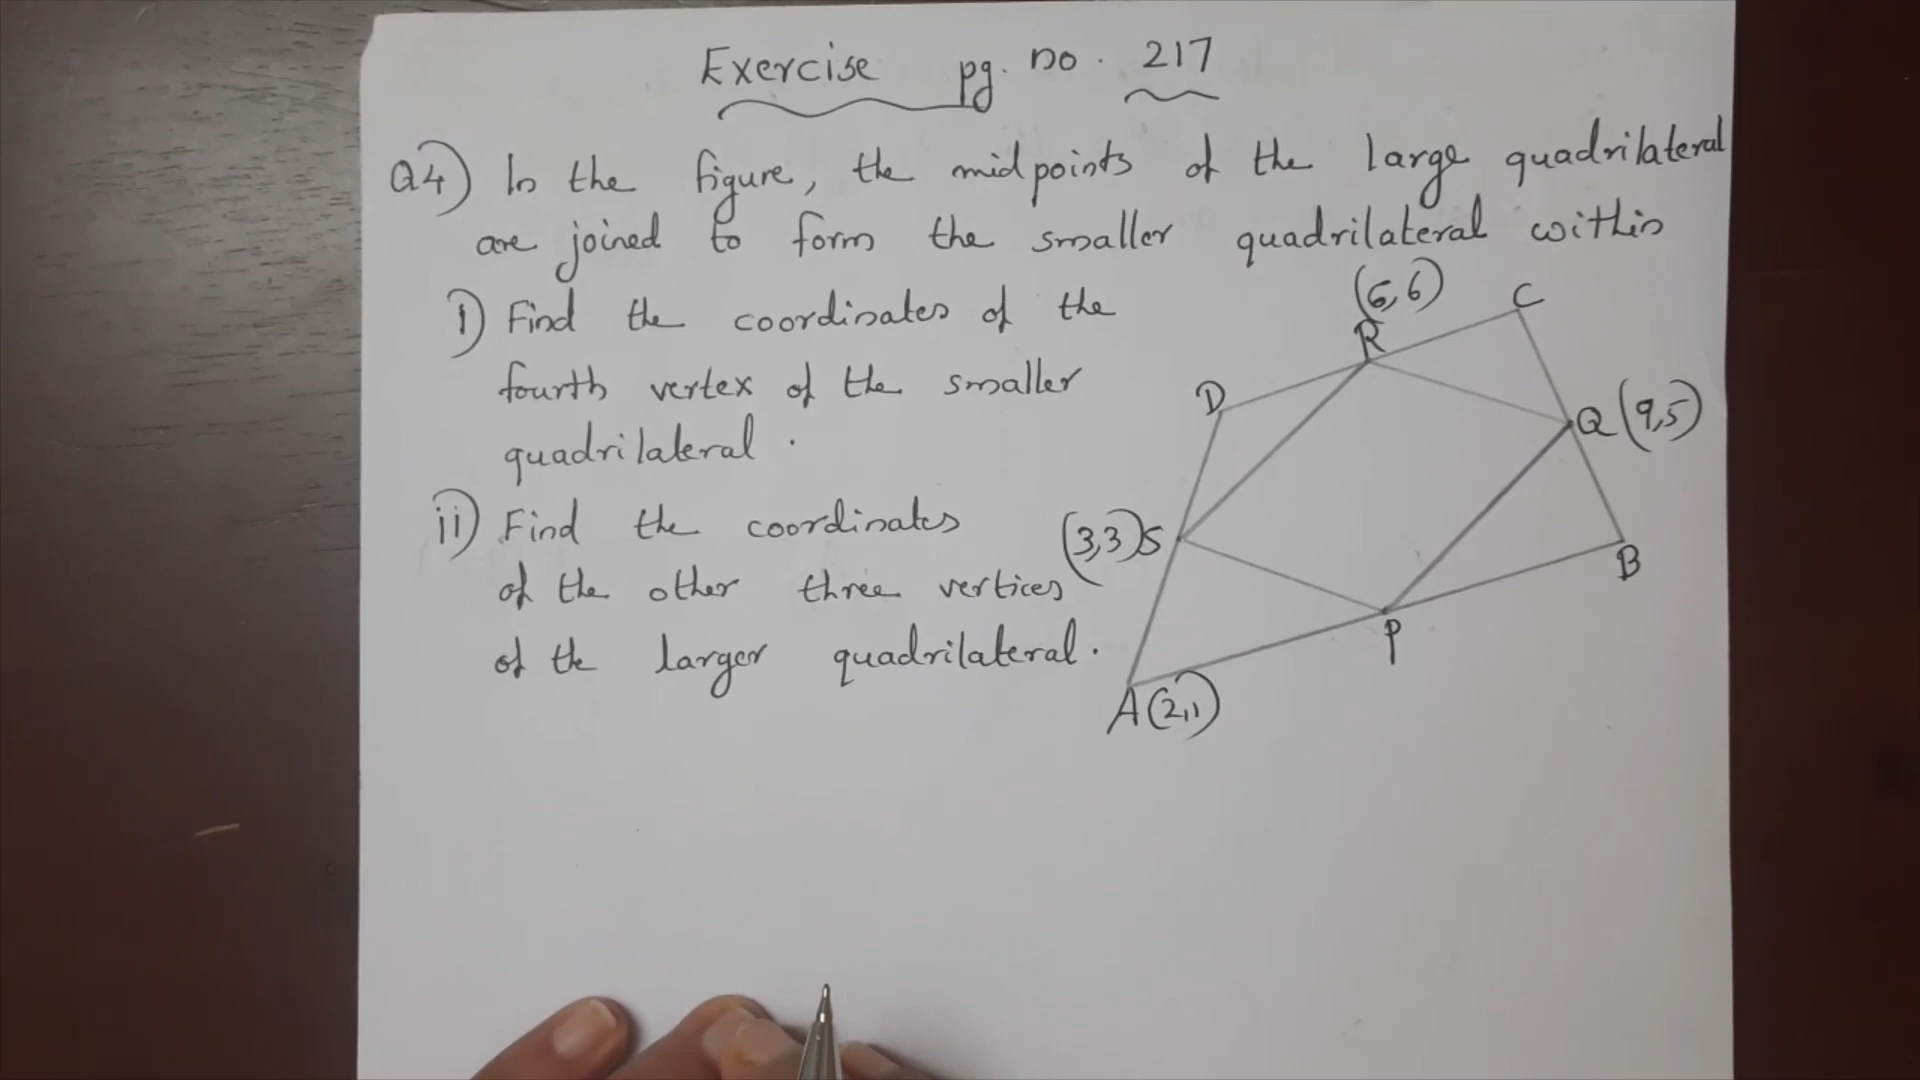 Exercise pg. no. 217
Q4) In the figure, the midpoints of the large quadrilateral
are joined to form the smaller quadrilateral within
i) Find the coordinates of the
fourth vertex of the smaller
quadrilateral.
ii) Find the coordinates
of the other three vertices
of the larger quadrilateral.
(6,6)
C
R
D
Q (9,5)
(3,3) S
B
P
A (2,1)